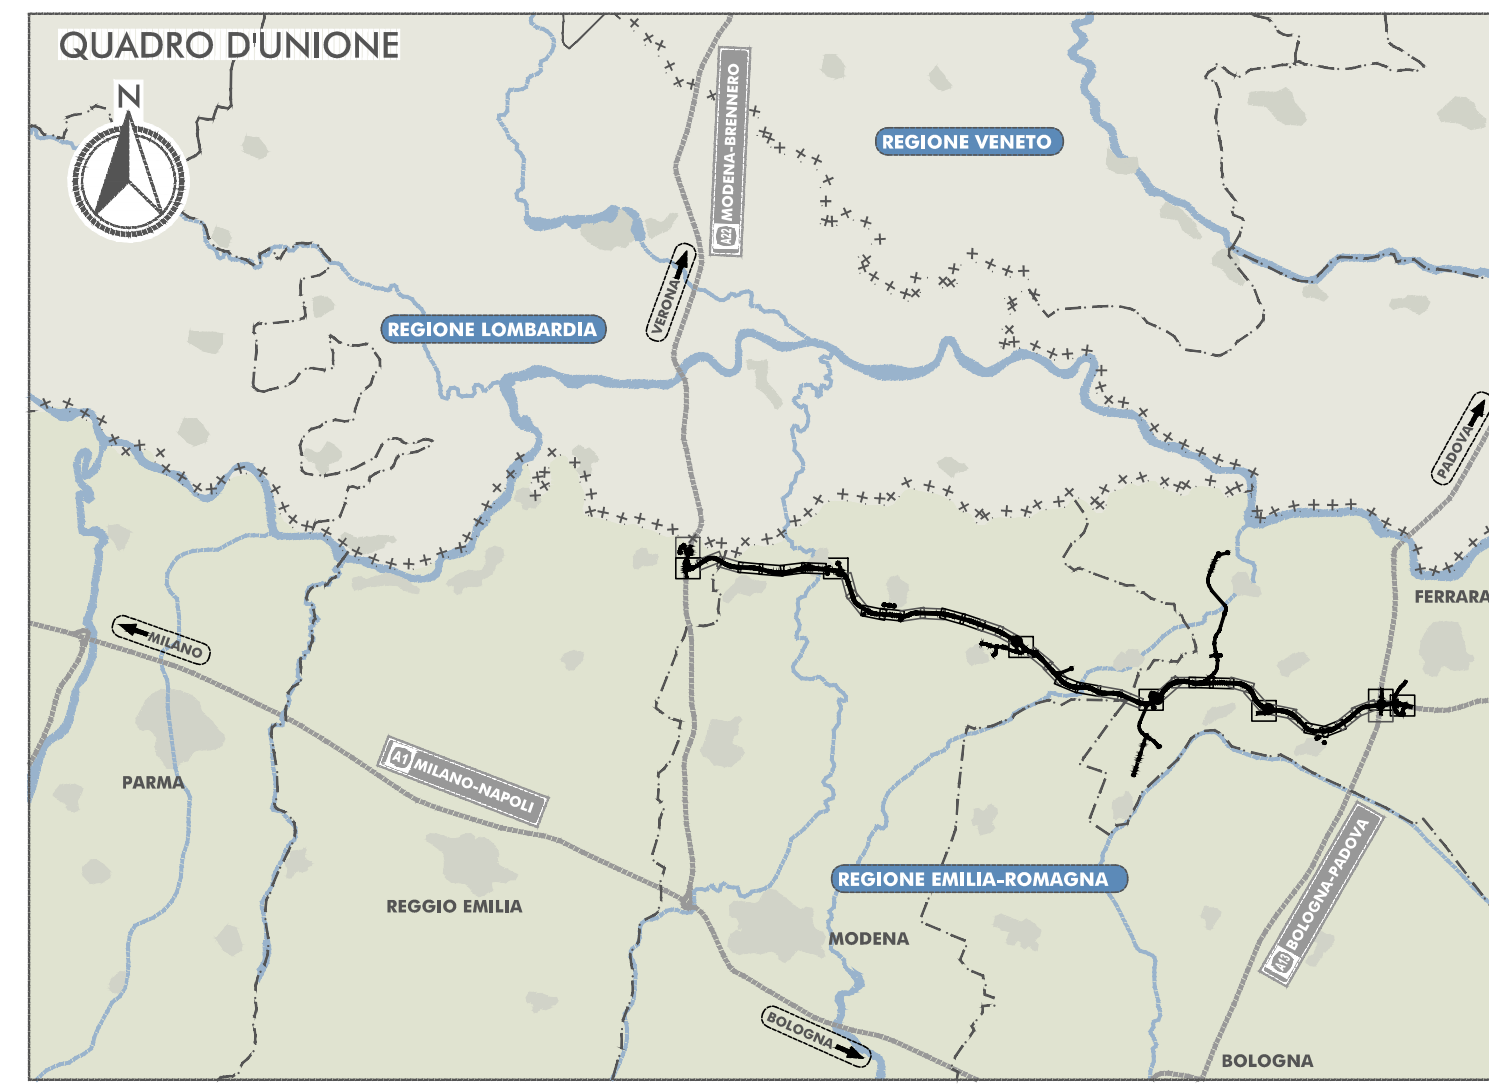 QUADRO D'UNIONE
N
A22 MODENA-BRENNERO
REGIONE VENETO
VERONA
REGIONE LOMBARDIA
PADOVA
FERRARA
MILANO
PARMA
A1 MILANO-NAPOLI
REGIONE EMILIA-ROMAGNA
A13 BOLOGNA-PADOVA
REGGIO EMILIA
MODENA
BOLOGNA
BOLOGNA